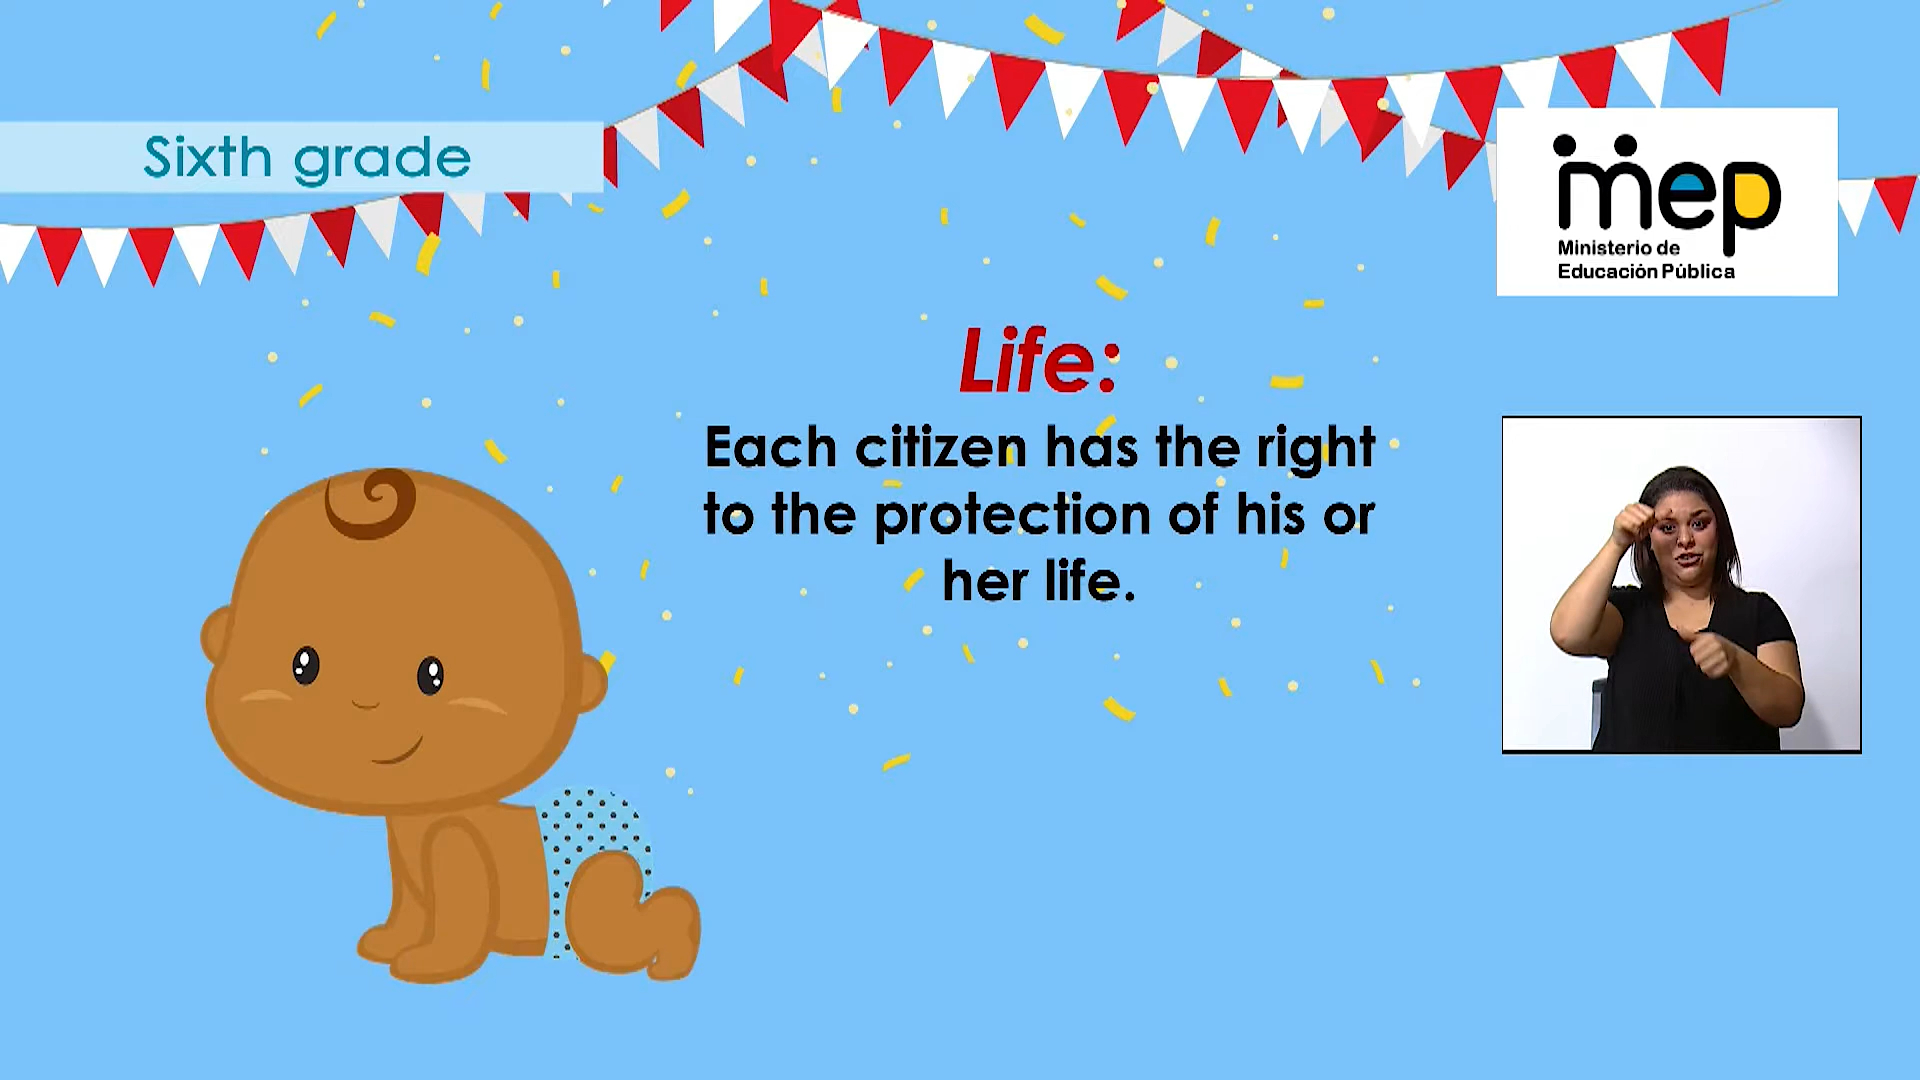 Sixth grade
mep
Ministerio de
Educación Pública
Life:
Each citizen has the right
to the protection of his or
her life.